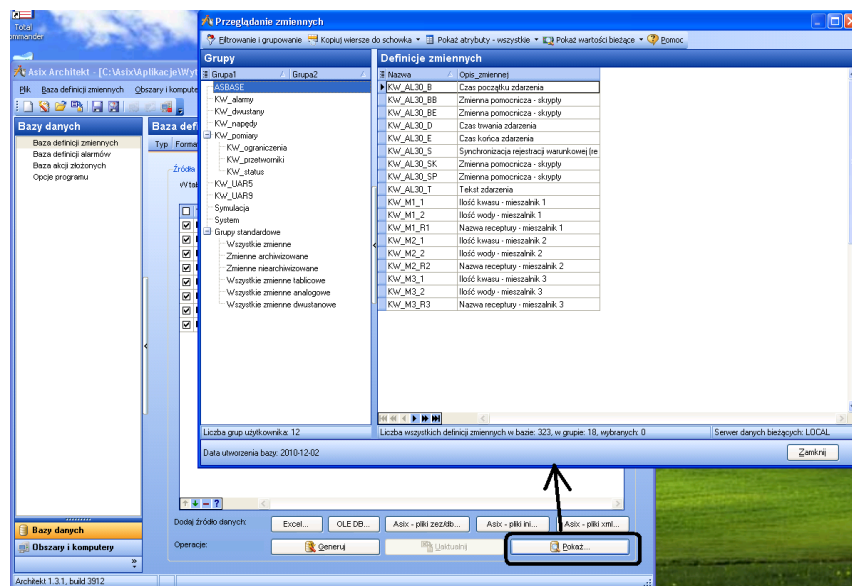 Total
ommander
Asix Architekt - [C:\Asix\Aplikacje\Wyt
Plik Baza definicji zmiennych Obszary i kompute
Bazy danych
Baza definicji zmiennych
Baza definicji alarmów
Baza akcji złożonych
Opcje programu
Baza defi
Typ Forma
Źródła
W tab
Przeglądanie zmiennych
Filtrowanie i grupowanie Kopiuj wiersze do schowka Pokaż atrybuty - wszystkie Pokaż wartości bieżące Pomoc
Grupy
Grupa1 Grupa2
ASBASE
KW_alarmy
KW_dwustany
KW_napędy
KW_pomiary
KW_ograniczenia
KW_przetworniki
KW_status
KW_UAR5
KW_UAR9
Symulacja
System
Grupy standardowe
Wszystkie zmienne
Zmienne archiwizowane
Zmienne niearchiwizowane
Wszystkie zmienne tablicowe
Wszystkie zmienne analogowe
Wszystkie zmienne dwustanowe
Definicje zmiennych
Nazwa Opis_zmiennej
KW_AL30_B Czas początku zdarzenia
KW_AL30_BB Zmienna pomocnicza - skrypty
KW_AL30_BE Zmienna pomocnicza - skrypty
KW_AL30_D Czas trwania zdarzenia
KW_AL30_E Czas końca zdarzenia
KW_AL30_S Synchronizacja rejestracji warunkowej (re
KW_AL30_SK Zmienna pomocnicza - skrypty
KW_AL30_SP Zmienna pomocnicza - skrypty
KW_AL30_T Tekst zdarzenia
KW_M1_1 Ilość kwasu - mieszalnik 1
KW_M1_2 Ilość wody - mieszalnik 1
KW_M1_R1 Nazwa receptury - mieszalnik 1
KW_M2_1 Ilość kwasu - mieszalnik 2
KW_M2_2 Ilość wody - mieszalnik 2
KW_M2_R2 Nazwa receptury - mieszalnik 2
KW_M3_1 Ilość kwasu - mieszalnik 3
KW_M3_2 Ilość wody - mieszalnik 3
KW_M3_R3 Nazwa receptury - mieszalnik 3
Liczba grup użytkownika: 12
Liczba wszystkich definicji zmiennych w bazie: 323, w grupie: 18, wybranych: 0
Serwer danych bieżących: LOCAL
Data utworzenia bazy: 2010-12-02
Zamknij
Dodaj źródło danych: Excel... OLE DB... Asix - pliki zez/db... Asix - pliki ini... Asix - pliki xml...
Operacje: Generuj Uaktualnij Pokaż...
Bazy danych
Obszary i komputery
Architekt 1.3.1, build 3912